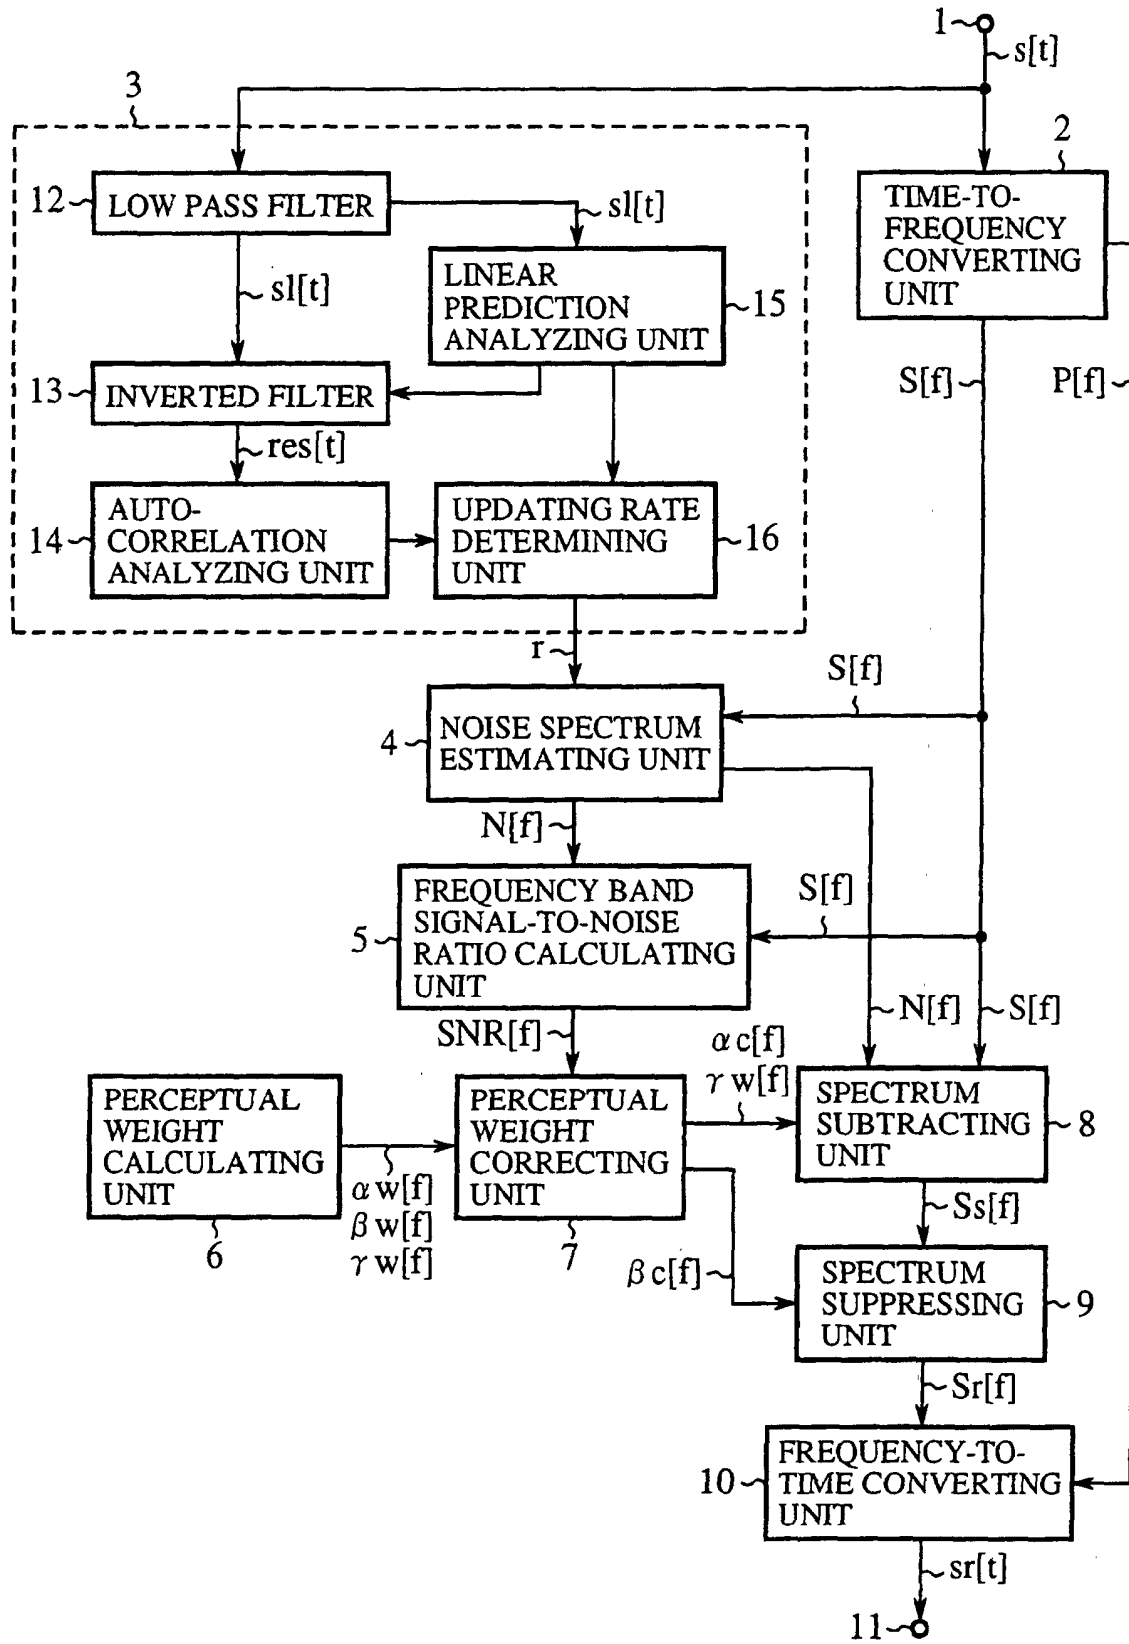 1
s[t]
3
2
12
LOW PASS FILTER
sl[t]
TIME-TO-
FREQUENCY
CONVERTING
UNIT
sl[t]
LINEAR
PREDICTION
ANALYZING UNIT
15
13
INVERTED FILTER
S[f]
P[f]
res[t]
14
AUTO-
CORRELATION
ANALYZING UNIT
UPDATING RATE
DETERMINING
UNIT
16
r
S[f]
4
NOISE SPECTRUM
ESTIMATING UNIT
N[f]
5
FREQUENCY BAND
SIGNAL-TO-NOISE
RATIO CALCULATING
UNIT
S[f]
N[f]
S[f]
SNR[f]
αc[f]
γw[f]
PERCEPTUAL
WEIGHT
CALCULATING
UNIT
6
αw[f]
βw[f]
γw[f]
PERCEPTUAL
WEIGHT
CORRECTING
UNIT
7
SPECTRUM
SUBTRACTING
UNIT
8
Ss[f]
βc[f]
SPECTRUM
SUPPRESSING
UNIT
9
Sr[f]
10
FREQUENCY-TO-
TIME CONVERTING
UNIT
sr[t]
11